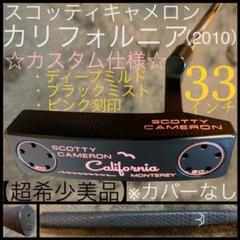 スコッティキャメロン
カリフォルニア(2010)
☆カスタム仕様☆
・ディープミルド
・ブラックミスト
・ピンク刻印
33
インチ
SCOTTY
CAMERON
California
MONTEREY
SCOTTY
CAMERON
【超希少美品】
※カバーなし